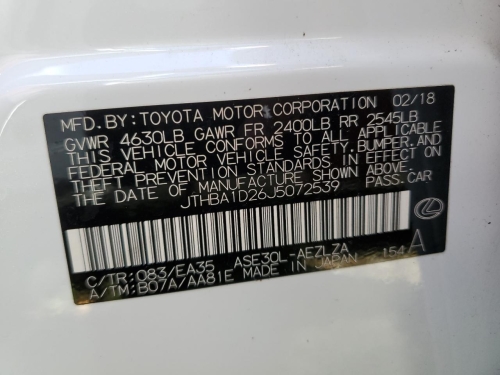 MFD. BY: TOYOTA MOTOR CORPORATION 02/18
GVWR 4630LB GAWR FR 2400LB RR 2545LB
THIS VEHICLE CONFORMS TO ALL APPLICABLE
FEDERAL MOTOR VEHICLE SAFETY, BUMPER, AND
THEFT PREVENTION STANDARDS IN EFFECT ON
THE DATE OF MANUFACTURE SHOWN ABOVE.
JTHBA1D26J5072539 PASS.CAR
C/TR: 083/EA35 ASE30L-AEZLZA
A/TM: B07A/AA81E MADE IN JAPAN 154 A